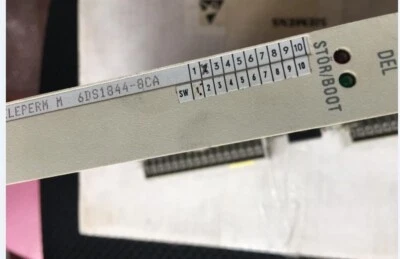 LEPERM M 6DS1844-8CA
1 2 3 4 5 6 7 8 9 10
SW 1 2 3 4 5 6 7 8 9 10
STÖR/BOOT
DEL
SIEMENS